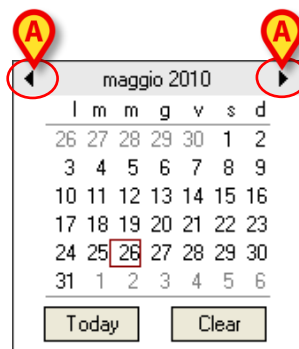 A A
maggio 2010
l m m g v s d
26 27 28 29 30 1 2
3 4 5 6 7 8 9
10 11 12 13 14 15 16
17 18 19 20 21 22 23
24 25 26 27 28 29 30
31 1 2 3 4 5 6
Today Clear